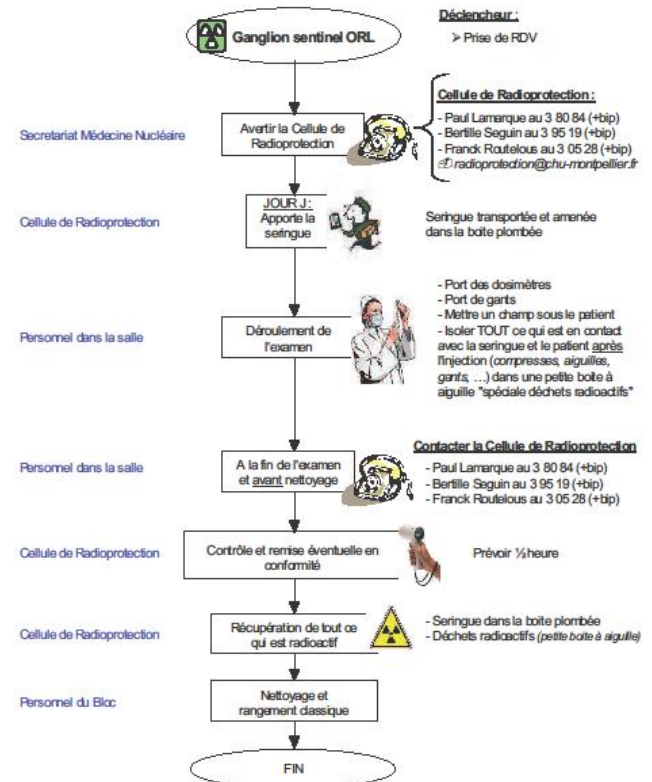 Déclencheur :
Ganglion sentinel ORL
➢ Prise de RDV
Secretariat Médecine Nucléaire
Avertir la Cellule de
Radioprotection
Cellule de Radioprotection :
- Paul Lamarque au 3 80 84 (+bip)
- Bertille Seguin au 3 95 19 (+bip)
- Franck Routelous au 3 05 28 (+bip)
radioprotection@chu-montpellier.fr
Cellule de Radioprotection
JOUR J :
Apporte la
seringue
Seringue transportée et amenée
dans la boite plombée
Personnel dans la salle
Déroulement de
l'examen
- Port des dosimètres
- Port de gants
- Mettre un champ sous le patient
- Isoler TOUT ce qui est en contact
avec la seringue et le patient après
l'injection (compresses, aiguilles,
gants, ...) dans une petite boite à
aiguille "spéciale déchets radioactifs"
Personnel dans la salle
A la fin de l'examen
et avant nettoyage
Contacter la Cellule de Radioprotection
- Paul Lamarque au 3 80 84 (+bip)
- Bertille Seguin au 3 95 19 (+bip)
- Franck Routelous au 3 05 28 (+bip)
Cellule de Radioprotection
Contrôle et remise éventuelle en
conformité
Prévoir ½ heure
Cellule de Radioprotection
Récupération de tout ce
qui est radioactif
- Seringue dans la boite plombée
- Déchets radioactifs (petite boite à aiguille)
Personnel du Bloc
Nettoyage et
rangement classique
FIN